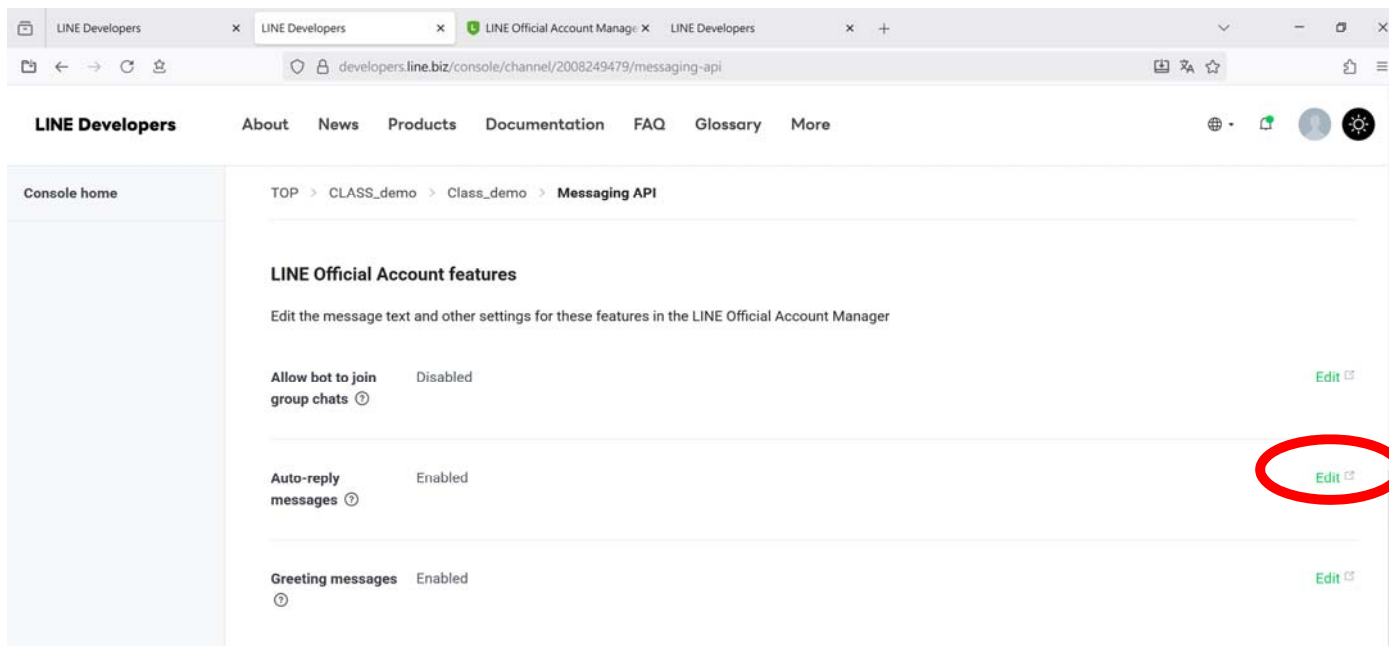 LINE Developers
LINE Developers
LINE Official Account Manage
LINE Developers
developers.line.biz/console/channel/2008249479/messaging-api
LINE Developers
About
News
Products
Documentation
FAQ
Glossary
More
Console home
TOP > CLASS_demo > Class_demo > Messaging API
LINE Official Account features
Edit the message text and other settings for these features in the LINE Official Account Manager
Allow bot to join
group chats ?
Disabled
Edit
Auto-reply
messages ?
Enabled
Edit
Greeting messages
?
Enabled
Edit